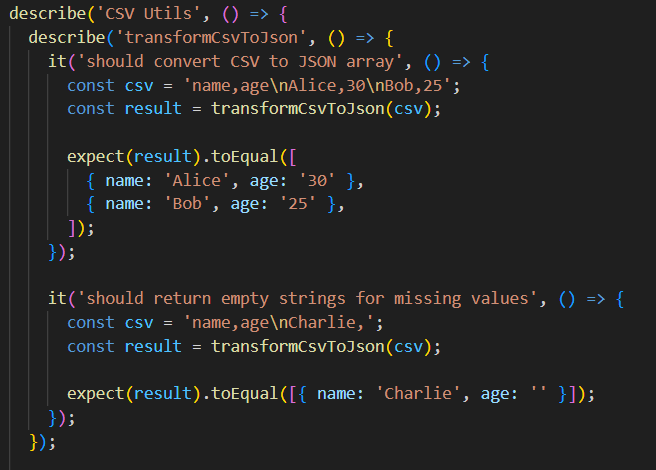 describe('CSV Utils', () => {
  describe('transformCsvToJson', () => {
    it('should convert CSV to JSON array', () => {
      const csv = 'name,age\nAlice,30\nBob,25';
      const result = transformCsvToJson(csv);

      expect(result).toEqual([
        { name: 'Alice', age: '30' },
        { name: 'Bob', age: '25' },
      ]);
    });

    it('should return empty strings for missing values', () => {
      const csv = 'name,age\nCharlie,';
      const result = transformCsvToJson(csv);

      expect(result).toEqual([{ name: 'Charlie', age: '' }]);
    });
  });